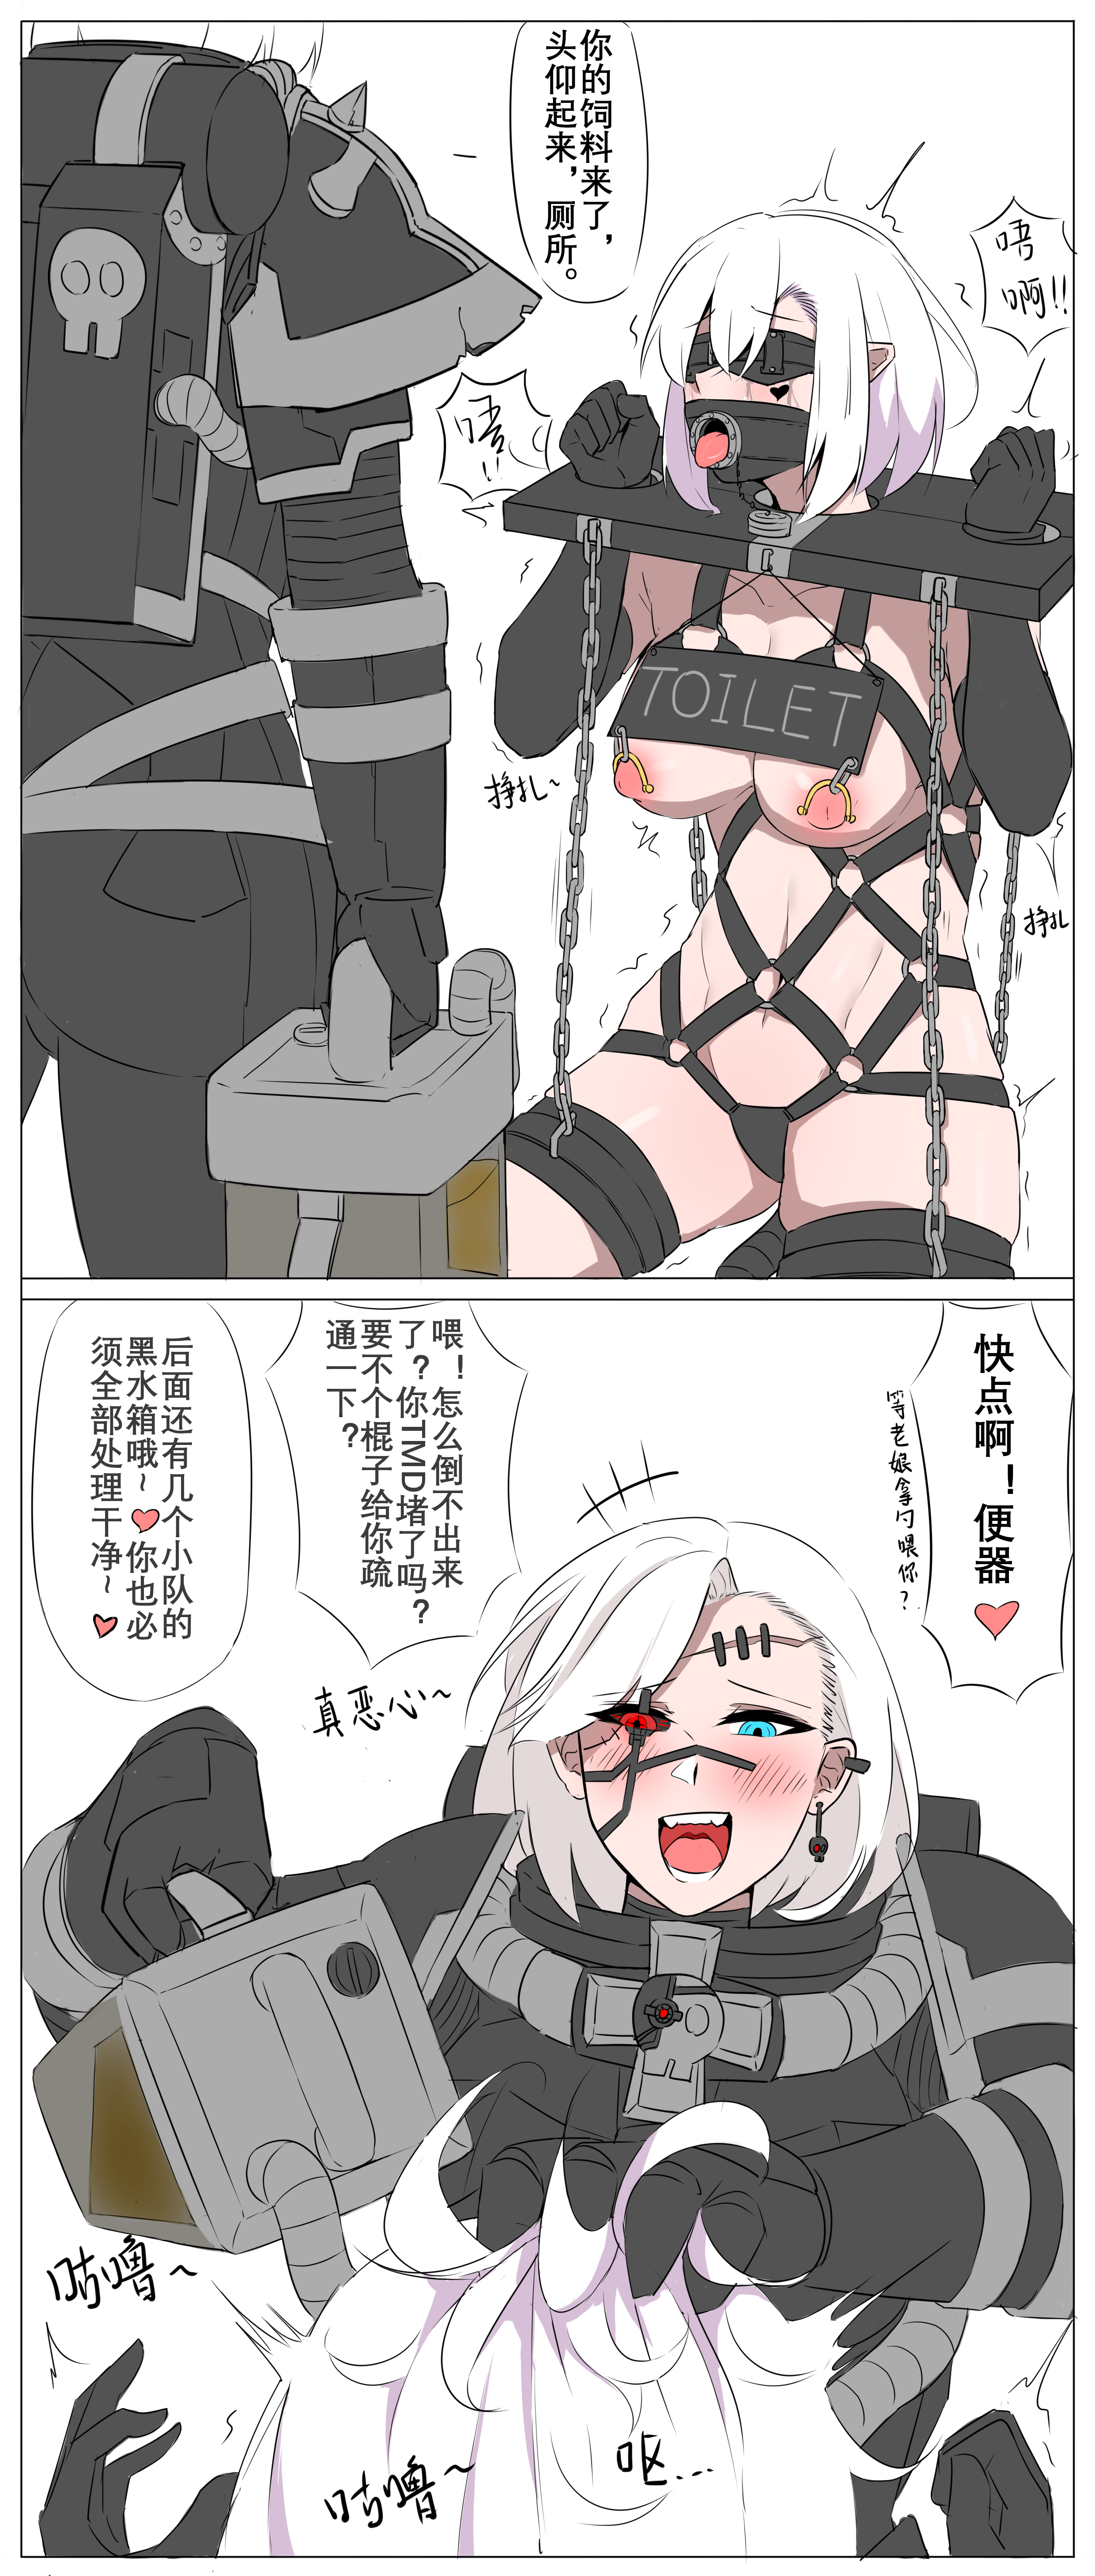 你的饲料来了，
头仰起来，厕所。
唔
啊!!
唔
!!
TOILET
挣扎~
挣扎
快点啊！便器♥
等老娘拿勺喂你？
喂！怎么倒不出来
了？你TMD堵了吗？
要不个棍子给你疏
通一下？
后面还有几个小队的
黑水箱哦~♥你也必
须全部处理干净~♥
真恶心~
咕噜~
咕噜~
呕...